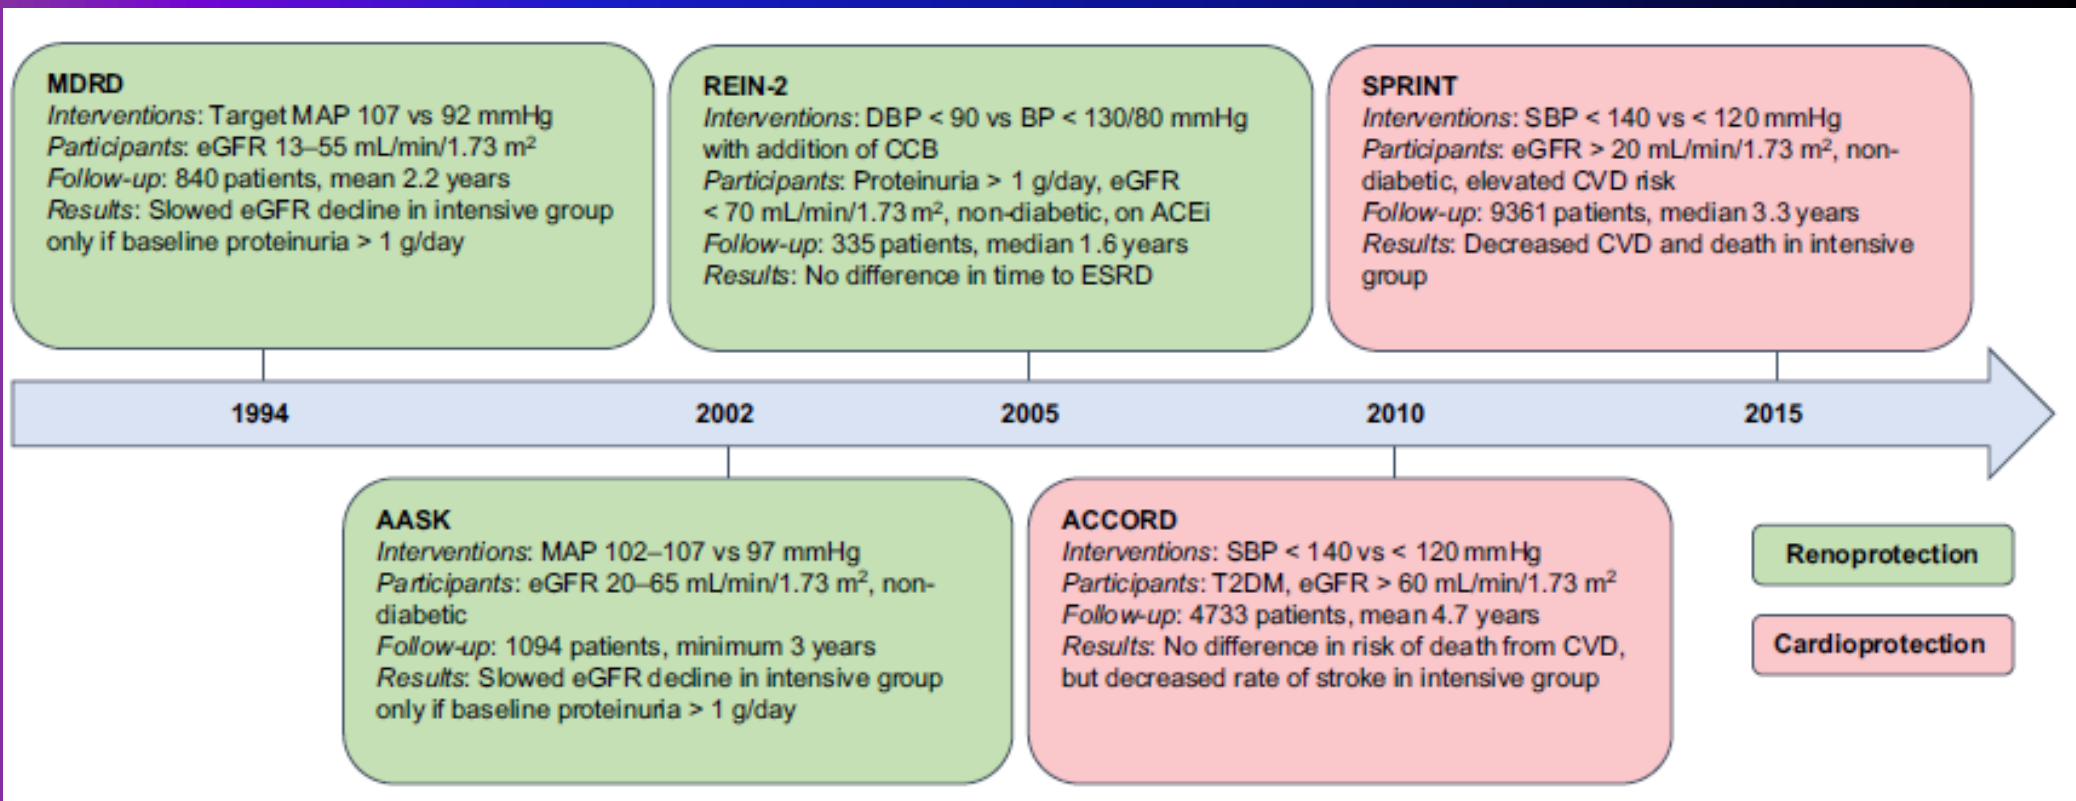 MDRD
Interventions: Target MAP 107 vs 92 mmHg
Participants: eGFR 13–55 mL/min/1.73 m²
Follow-up: 840 patients, mean 2.2 years
Results: Slowed eGFR decline in intensive group
only if baseline proteinuria > 1 g/day
REIN-2
Interventions: DBP < 90 vs BP < 130/80 mmHg
with addition of CCB
Participants: Proteinuria > 1 g/day, eGFR
< 70 mL/min/1.73 m², non-diabetic, on ACEi
Follow-up: 335 patients, median 1.6 years
Results: No difference in time to ESRD
SPRINT
Interventions: SBP < 140 vs < 120 mmHg
Participants: eGFR > 20 mL/min/1.73 m², non-
diabetic, elevated CVD risk
Follow-up: 9361 patients, median 3.3 years
Results: Decreased CVD and death in intensive
group
1994
2002
2005
2010
2015
AASK
Interventions: MAP 102–107 vs 97 mmHg
Participants: eGFR 20–65 mL/min/1.73 m², non-
diabetic
Follow-up: 1094 patients, minimum 3 years
Results: Slowed eGFR decline in intensive group
only if baseline proteinuria > 1 g/day
ACCORD
Interventions: SBP < 140 vs < 120 mmHg
Participants: T2DM, eGFR > 60 mL/min/1.73 m²
Follow-up: 4733 patients, mean 4.7 years
Results: No difference in risk of death from CVD,
but decreased rate of stroke in intensive group
Renoprotection
Cardioprotection